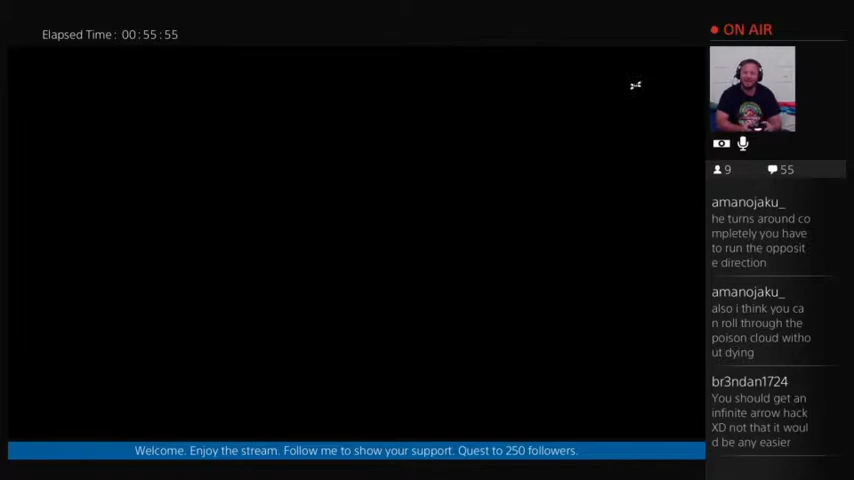 Elapsed Time: 00:55:55
ON AIR
9
55
amanojaku_
he turns around co
mpletely you have
to run the opposit
e direction
amanojaku_
also i think you ca
n roll through the
poison cloud witho
ut dying
br3ndan1724
You should get an
infinite arrow hack
XD not that it woul
d be any easier
Welcome. Enjoy the stream. Follow me to show your support. Quest to 250 followers.